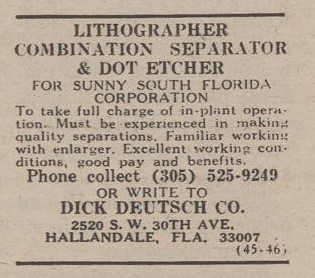 LITHOGRAPHER
COMBINATION SEPARATOR
& DOT ETCHER
FOR SUNNY SOUTH FLORIDA
CORPORATION
To take full charge of in-plant opera-
tion. Must be experienced in making
quality separations. Familiar working
with enlarger. Excellent working con-
ditions, good pay and benefits.
Phone collect (305) 525-9249
OR WRITE TO
DICK DEUTSCH CO.
2520 S. W. 30TH AVE.
HALLANDALE, FLA. 33007
(45-46)